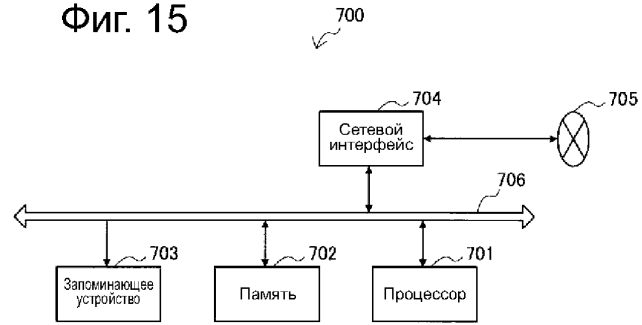 Фиг. 15
700
704
705
Сетевой
интерфейс
706
703
702
701
Запоминающее
устройство
Память
Процессор